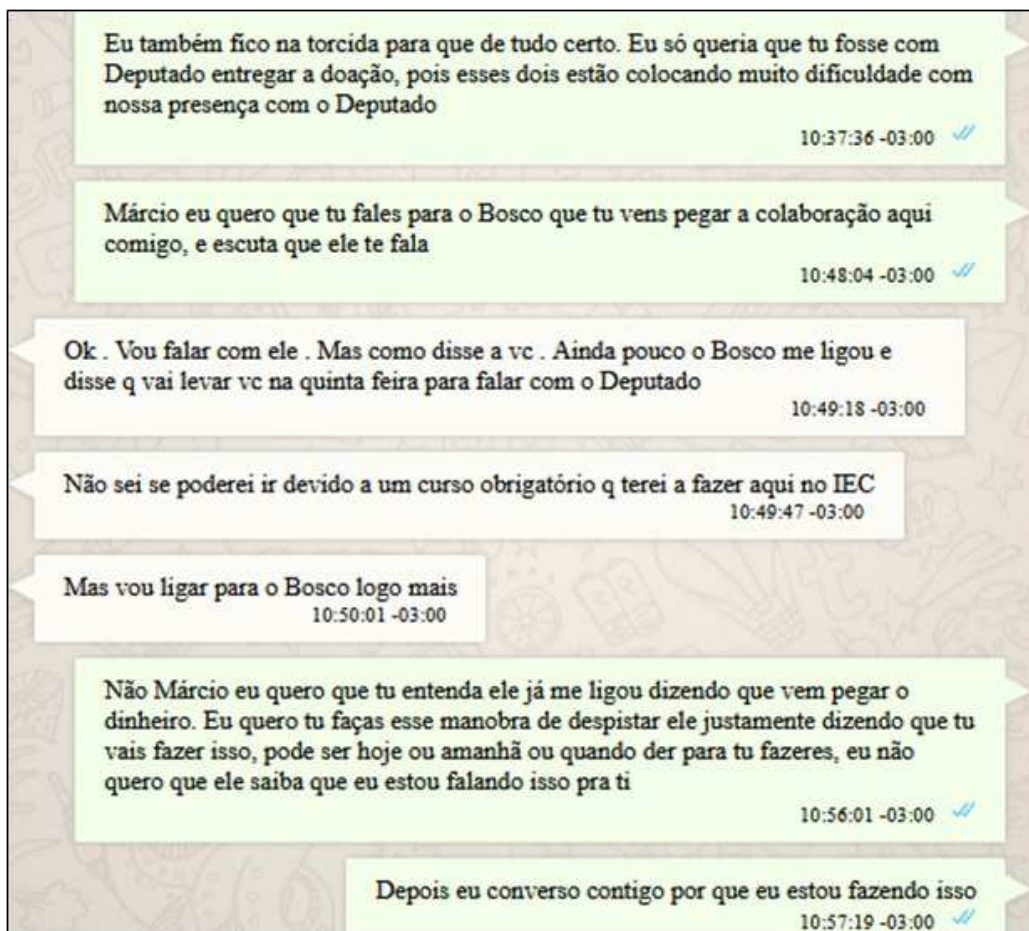 Eu também fico na torcida para que de tudo certo. Eu só queria que tu fosse com
Deputado entregar a doação, pois esses dois estão colocando muito dificuldade com
nossa presença com o Deputado
10:37:36 -03:00
Márcio eu quero que tu fales para o Bosco que tu vens pegar a colaboração aqui
comigo, e escuta que ele te fala
10:48:04 -03:00
Ok . Vou falar com ele . Mas como disse a vc . Ainda pouco o Bosco me ligou e
disse q vai levar vc na quinta feira para falar com o Deputado
10:49:18 -03:00
Não sei se poderei ir devido a um curso obrigatório q terei a fazer aqui no IEC
10:49:47 -03:00
Mas vou ligar para o Bosco logo mais
10:50:01 -03:00
Não Márcio eu quero que tu entenda ele já me ligou dizendo que vem pegar o
dinheiro. Eu quero tu faças esse manobra de despistar ele justamente dizendo que tu
vais fazer isso, pode ser hoje ou amanhã ou quando der para tu fazeres, eu não
quero que ele saiba que eu estou falando isso pra ti
10:56:01 -03:00
Depois eu converso contigo por que eu estou fazendo isso
10:57:19 -03:00